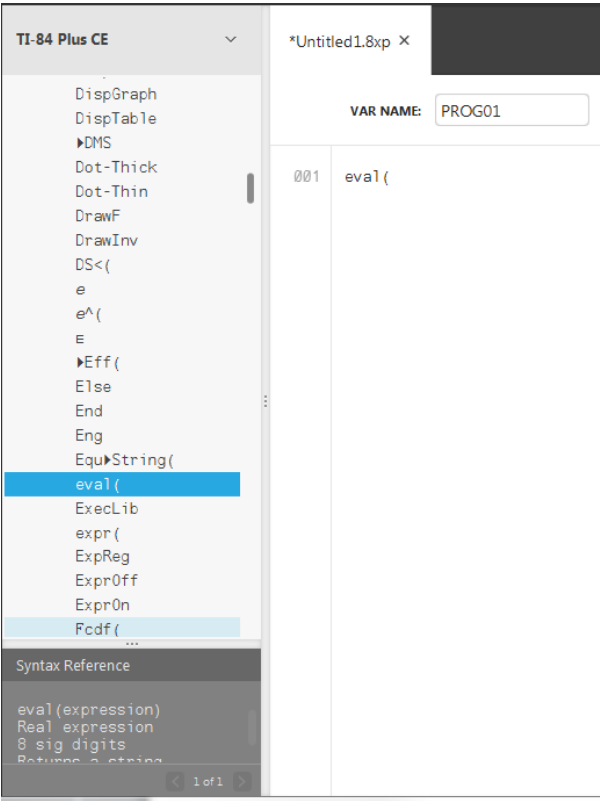 TI-84 Plus CE
*Untitled1.8xp ×
VAR NAME: PROG01
DispGraph
DispTable
▶DMS
Dot-Thick
Dot-Thin
DrawF
DrawInv
DS<(
e
e^(
E
▶Eff(
Else
End
Eng
Equ▶String(
eval(
ExecLib
expr(
ExpReg
ExprOff
ExprOn
Fcdf(
001 eval(
Syntax Reference
eval(expression)
Real expression
8 sig digits
Returns a string
< 1 of 1 >